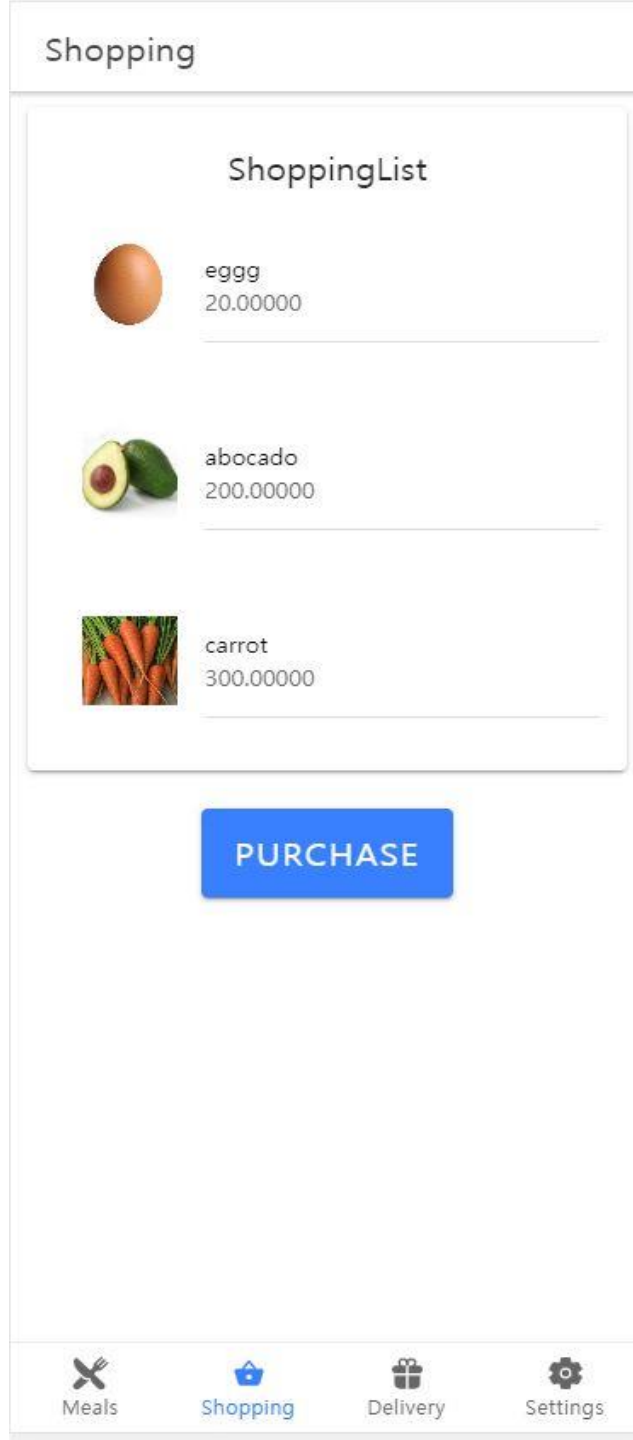 Shopping
ShoppingList
eggg
20.00000
abocado
200.00000
carrot
300.00000
PURCHASE
Meals
Shopping
Delivery
Settings